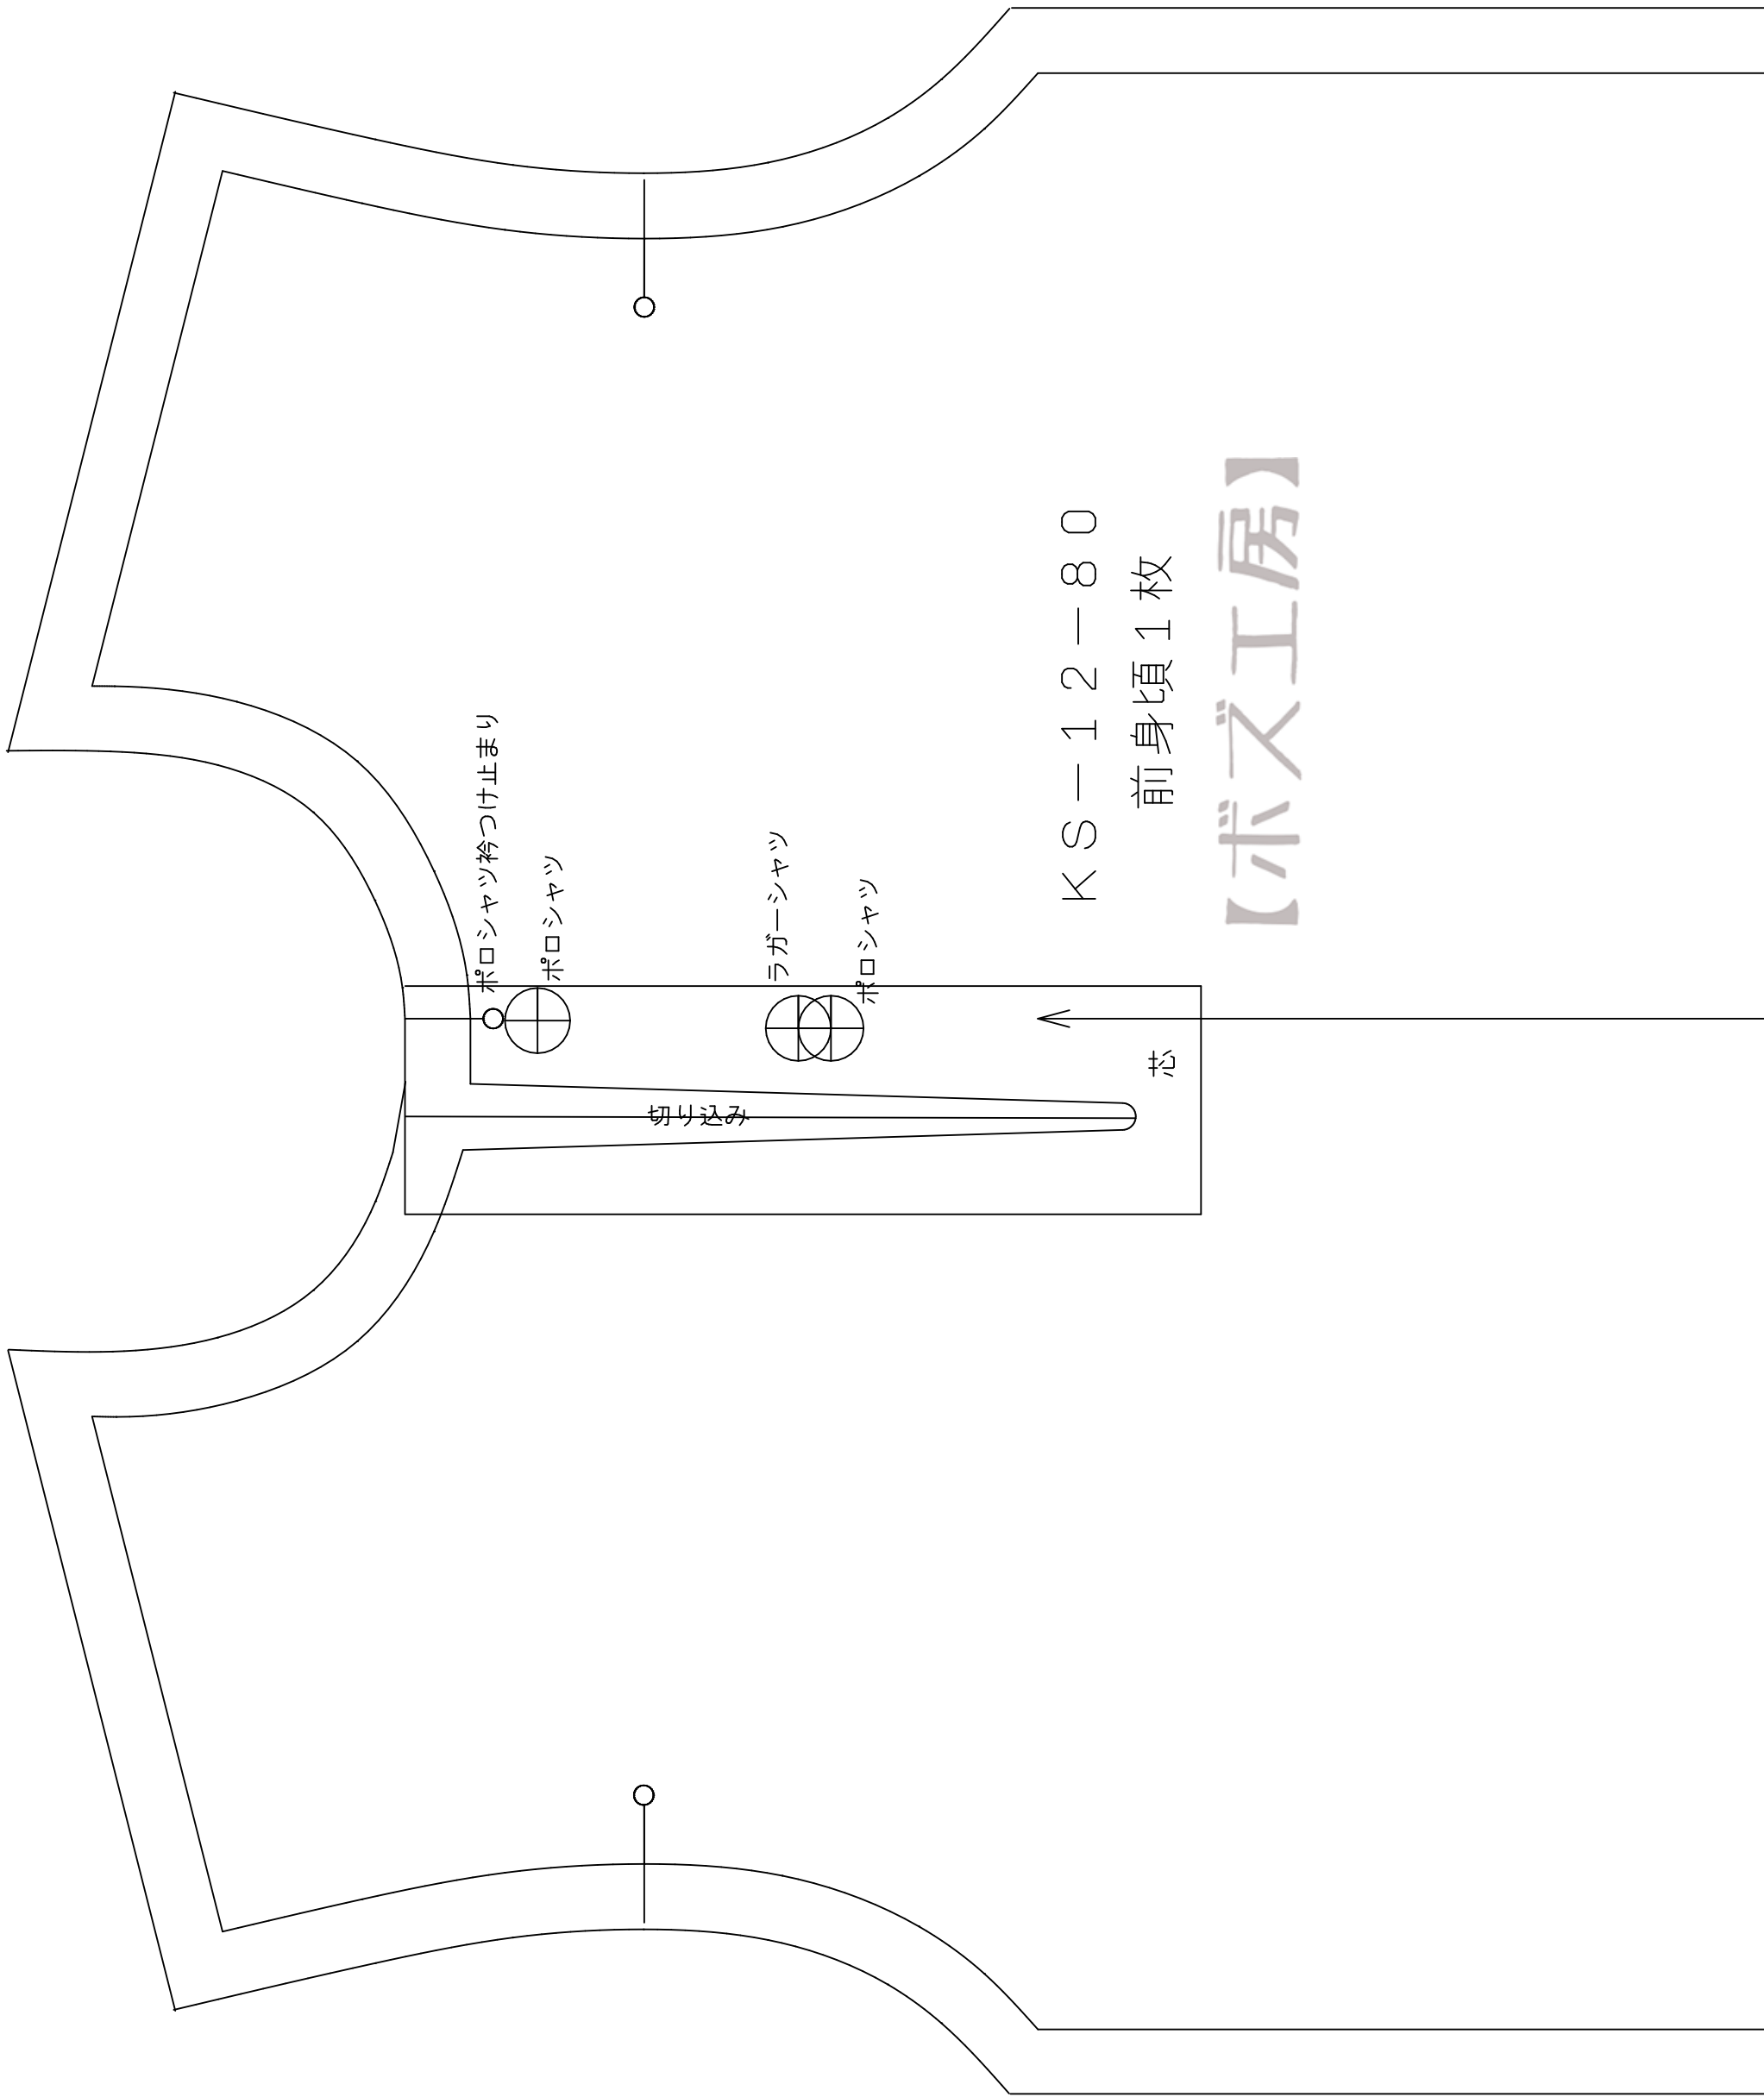 ポロシャツ衿つけ止まり
ポロシャツ
ラガーシャツ
ポロシャツ
切り込み
KS－12－80
前身頃1枚
芯
【ボズ工房】